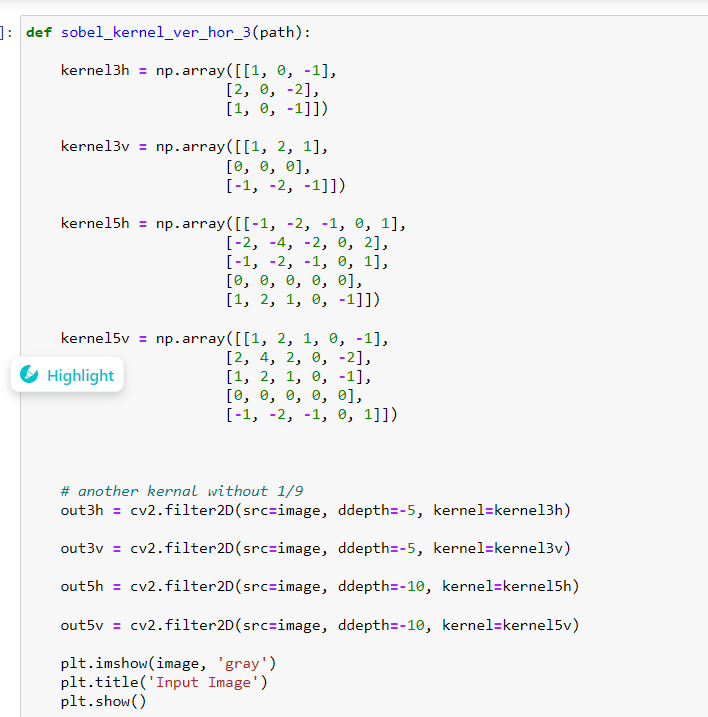 ]: def sobel_kernel_ver_hor_3(path):
kernel3h = np.array([[1, 0, -1],
[2, 0, -2],
[1, 0, -1]])
kernel3v = np.array([[1, 2, 1],
[0, 0, 0],
[-1, -2, -1]])
kernel5h = np.array([[-1, -2, -1, 0, 1],
[-2, -4, -2, 0, 2],
[-1, -2, -1, 0, 1],
[0, 0, 0, 0, 0],
[1, 2, 1, 0, -1]])
kernel5v = np.array([[1, 2, 1, 0, -1],
[2, 4, 2, 0, -2],
Highlight
[1, 2, 1, 0, -1],
[0, 0, 0, 0, 0],
[-1, -2, -1, 0, 1]])
# another kernal without 1/9
out3h = cv2.filter2D(src=image, ddepth=-5, kernel=kernel3h)
out3v = cv2.filter2D(src=image, ddepth=-5, kernel=kernel3v)
out5h = cv2.filter2D(src=image, ddepth=-10, kernel=kernel5h)
out5v = cv2.filter2D(src=image, ddepth=-10, kernel=kernel5v)
plt.imshow(image, 'gray')
plt.title('Input Image')
plt.show()